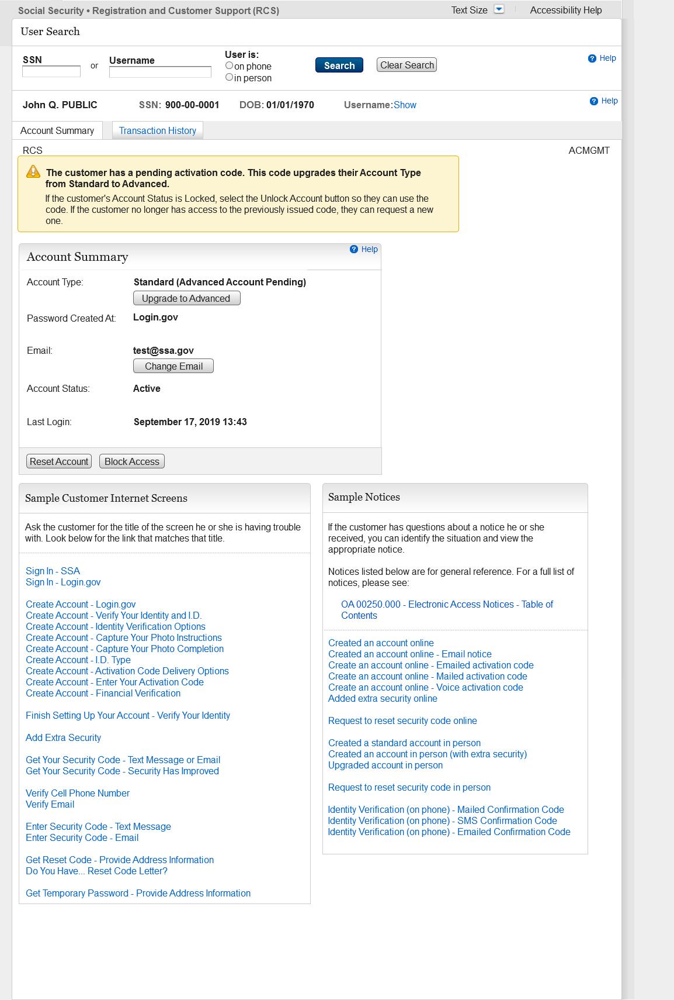 Social Security • Registration and Customer Support (RCS)
Text Size
Accessibility Help
User Search
SSN
or
Username
User is:
on phone
in person
Search
Clear Search
Help
John Q. PUBLIC
SSN: 900-00-0001
DOB: 01/01/1970
Username:Show
Help
Account Summary
Transaction History
RCS
ACMGMT
The customer has a pending activation code. This code upgrades their Account Type
from Standard to Advanced.
If the customer's Account Status is Locked, select the Unlock Account button so they can use the
code. If the customer no longer has access to the previously issued code, they can request a new
one.
Account Summary
Help
Account Type:
Standard (Advanced Account Pending)
Upgrade to Advanced
Password Created At:
Login.gov
Email:
test@ssa.gov
Change Email
Account Status:
Active
Last Login:
September 17, 2019 13:43
Reset Account
Block Access
Sample Customer Internet Screens
Ask the customer for the title of the screen he or she is having trouble
with. Look below for the link that matches that title.
Sign In - SSA
Sign In - Login.gov
Create Account - Login.gov
Create Account - Verify Your Identity and I.D.
Create Account - Identity Verification Options
Create Account - Capture Your Photo Instructions
Create Account - Capture Your Photo Completion
Create Account - I.D. Type
Create Account - Activation Code Delivery Options
Create Account - Enter Your Activation Code
Create Account - Financial Verification
Finish Setting Up Your Account - Verify Your Identity
Add Extra Security
Get Your Security Code - Text Message or Email
Get Your Security Code - Security Has Improved
Verify Cell Phone Number
Verify Email
Enter Security Code - Text Message
Enter Security Code - Email
Get Reset Code - Provide Address Information
Do You Have... Reset Code Letter?
Get Temporary Password - Provide Address Information
Sample Notices
If the customer has questions about a notice he or she
received, you can identify the situation and view the
appropriate notice.
Notices listed below are for general reference. For a full list of
notices, please see:
OA 00250.000 - Electronic Access Notices - Table of
Contents
Created an account online
Created an account online - Email notice
Create an account online - Emailed activation code
Create an account online - Mailed activation code
Create an account online - Voice activation code
Added extra security online
Request to reset security code online
Created a standard account in person
Created an account in person (with extra security)
Upgraded account in person
Request to reset security code in person
Identity Verification (on phone) - Mailed Confirmation Code
Identity Verification (on phone) - SMS Confirmation Code
Identity Verification (on phone) - Emailed Confirmation Code